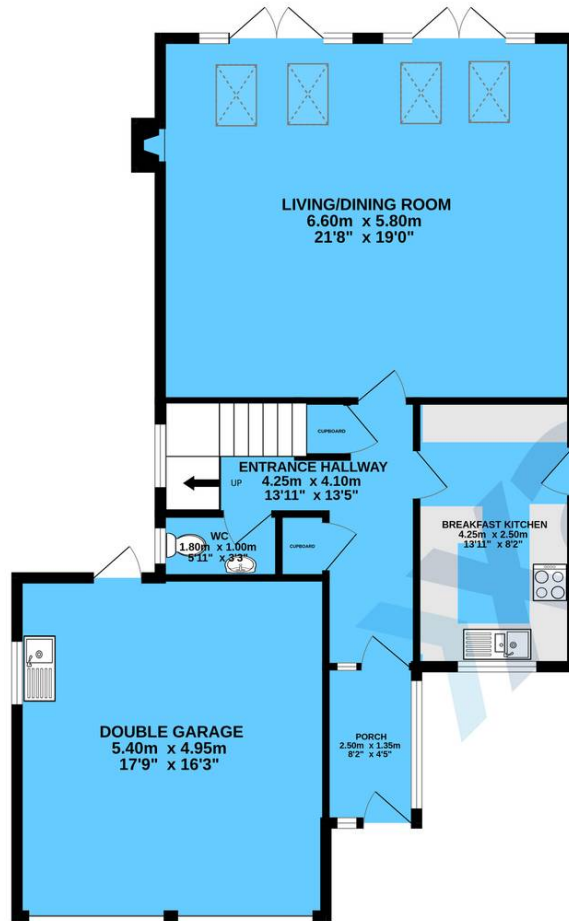 LIVING/DINING ROOM
6.60m x 5.80m
21'8" x 19'0"
CUPBOARD
ENTRANCE HALLWAY
4.25m x 4.10m
13'11" x 13'5"
UP
BREAKFAST KITCHEN
4.25m x 2.50m
13'11" x 8'2"
WC
1.80m x 1.00m
5'11" x 3'3"
CUPBOARD
DOUBLE GARAGE
5.40m x 4.95m
17'9" x 16'3"
PORCH
2.50m x 1.35m
8'2" x 4'5"